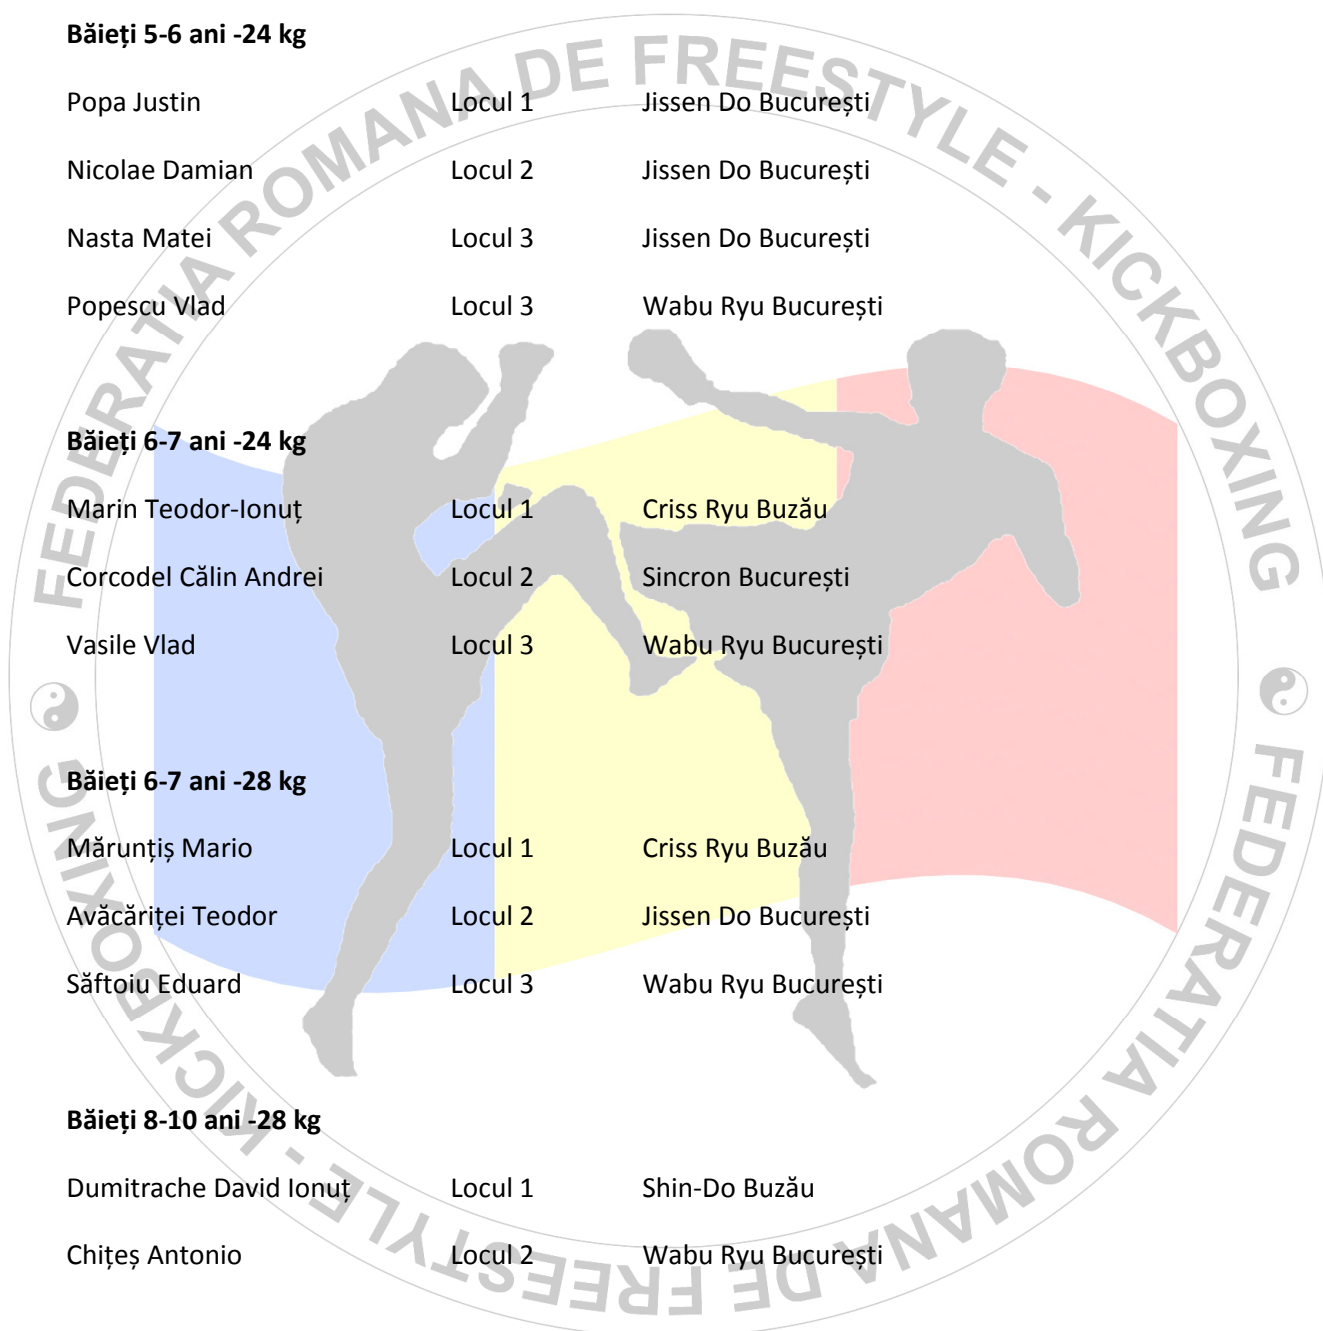 Băieți 5-6 ani -24 kg
Popa Justin Locul 1 Jissen Do București
Nicolae Damian Locul 2 Jissen Do București
Nasta Matei Locul 3 Jissen Do București
Popescu Vlad Locul 3 Wabu Ryu București
Băieți 6-7 ani -24 kg
Marin Teodor-Ionuț Locul 1 Criss Ryu Buzău
Corcodel Călin Andrei Locul 2 Sincron București
Vasile Vlad Locul 3 Wabu Ryu București
Băieți 6-7 ani -28 kg
Mărunțiș Mario Locul 1 Criss Ryu Buzău
Avăcăriței Teodor Locul 2 Jissen Do București
Săftoiu Eduard Locul 3 Wabu Ryu București
Băieți 8-10 ani -28 kg
Dumitrache David Ionuț Locul 1 Shin-Do Buzău
Chițeș Antonio Locul 2 Wabu Ryu București
FEDERATIA ROMANA DE FREESTYLE - KICKBOXING
FEDERATIA ROMANA DE FREESTYLE - KICKBOXING